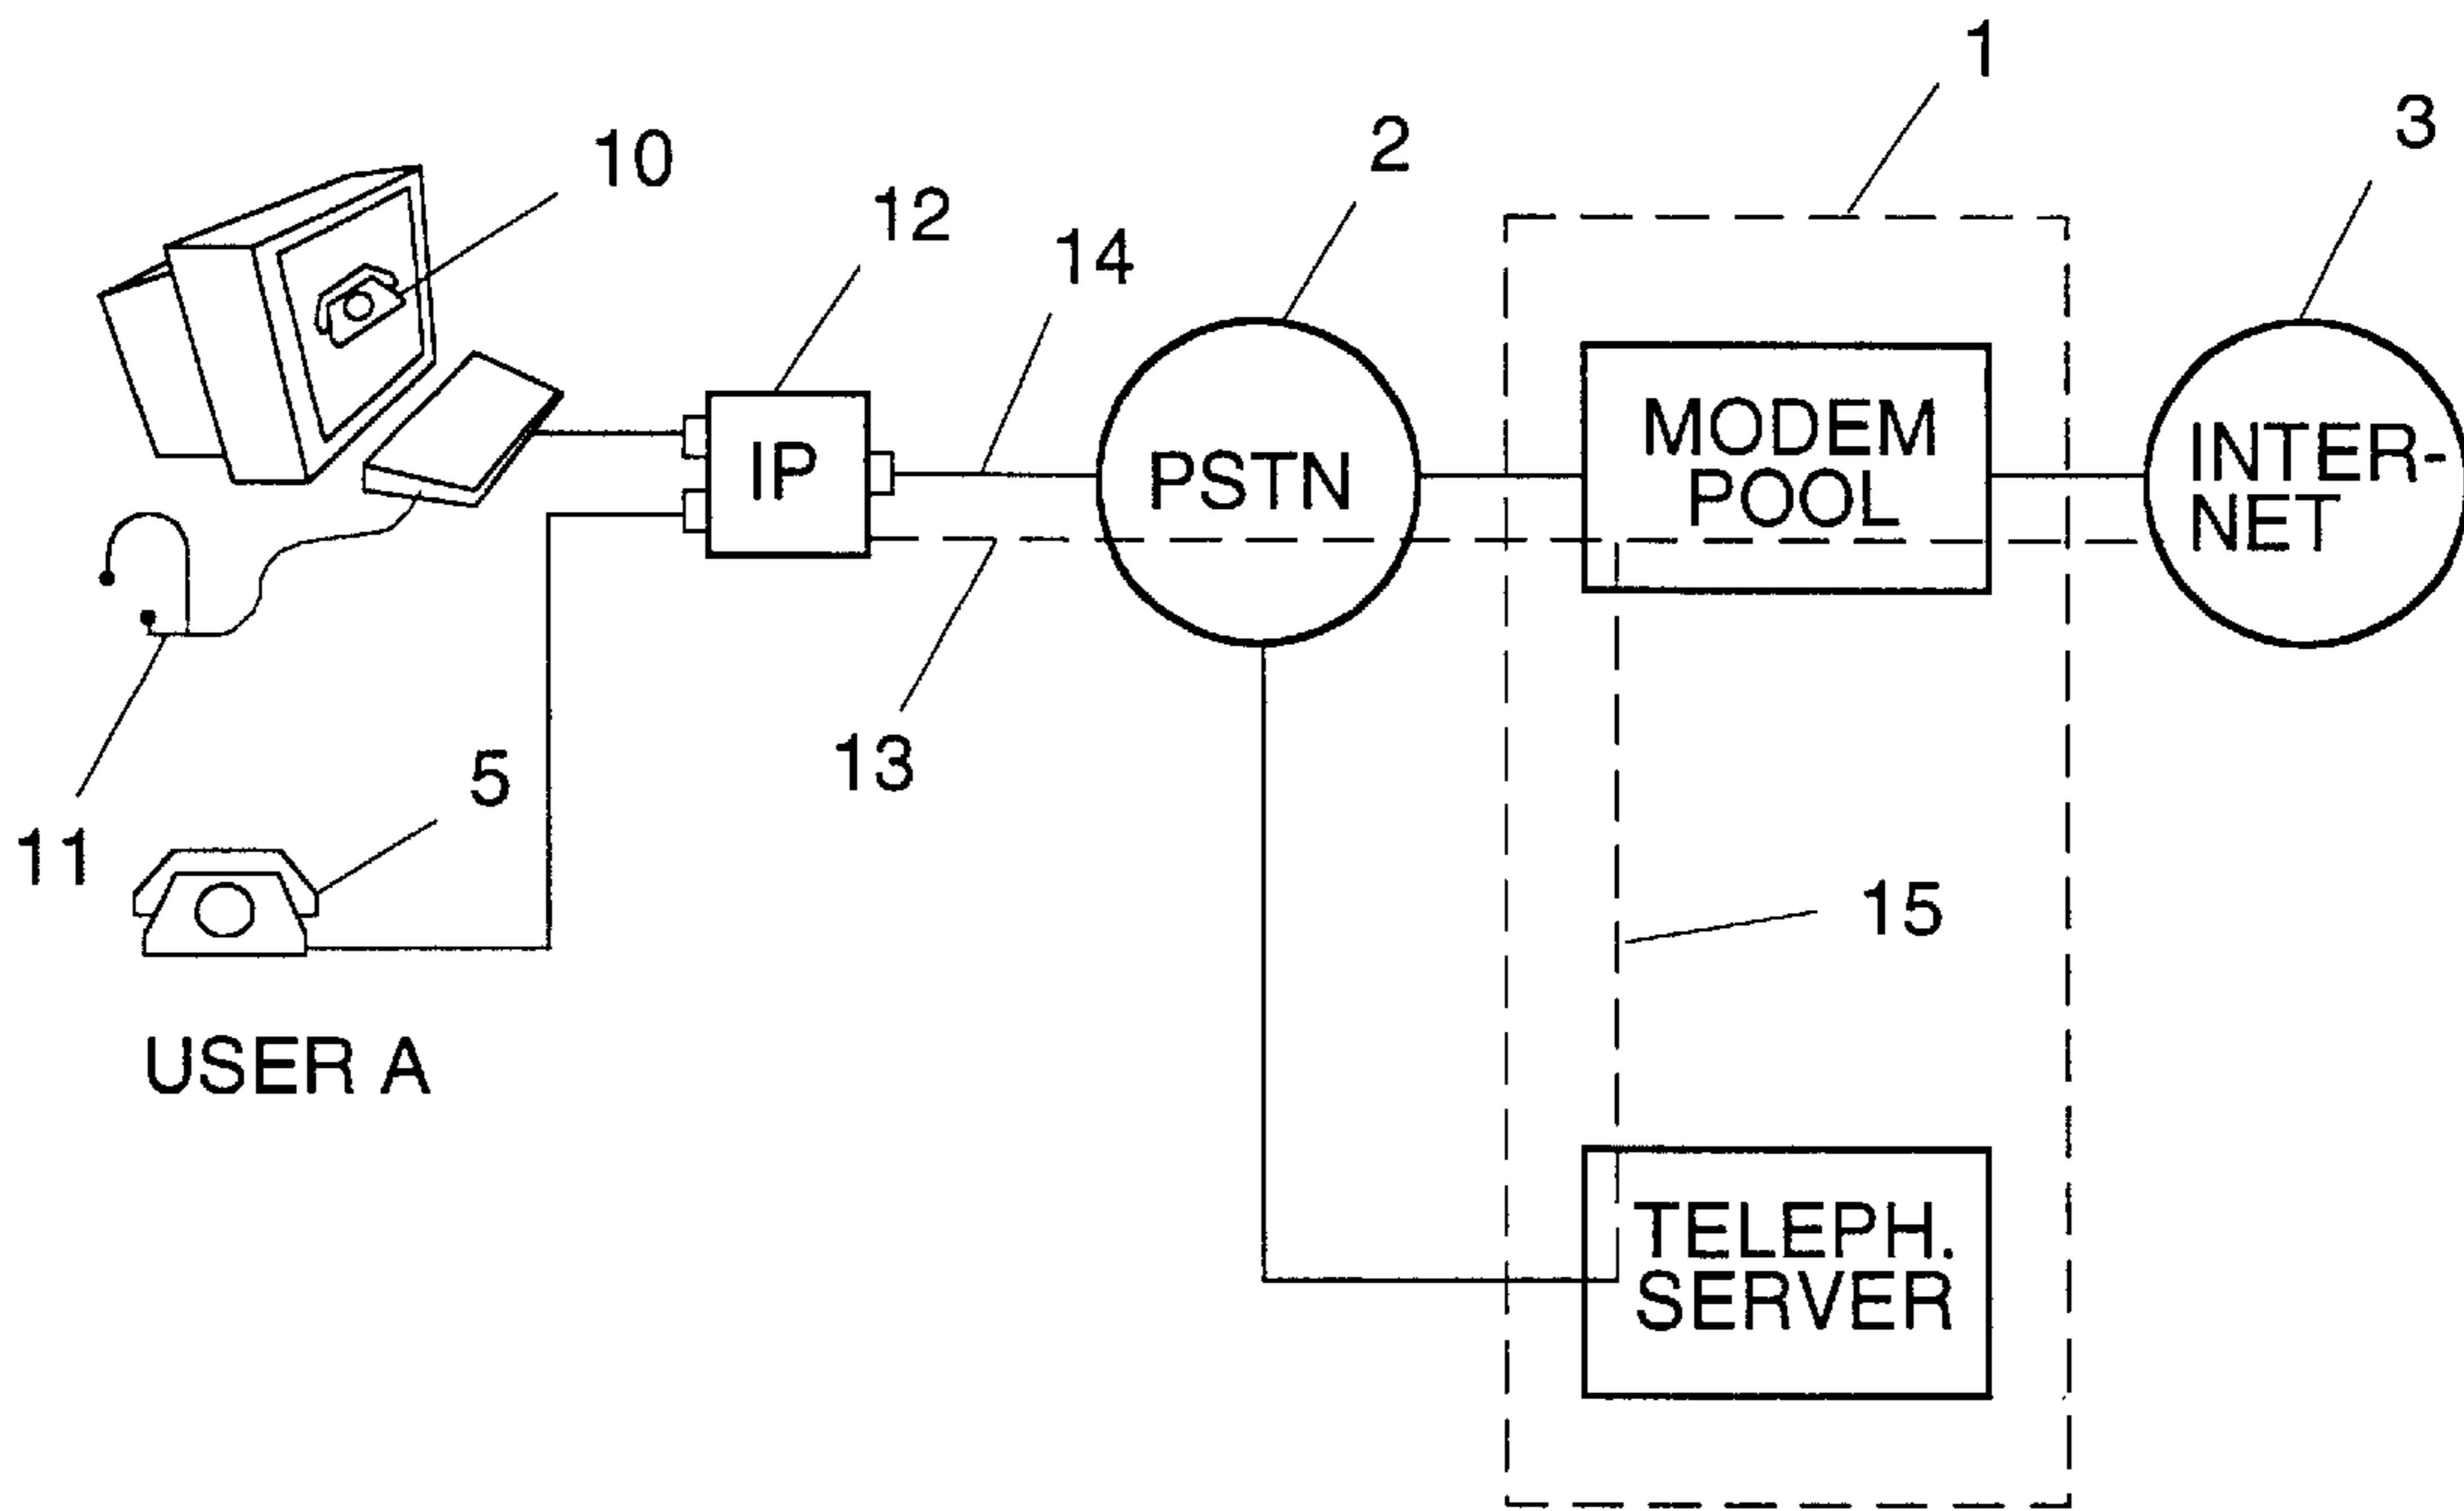 1
3
2
10
12
14
MODEM
POOL
INTER-
NET
IP
PSTN
13
5
11
15
USER A
TELEPH.
SERVER